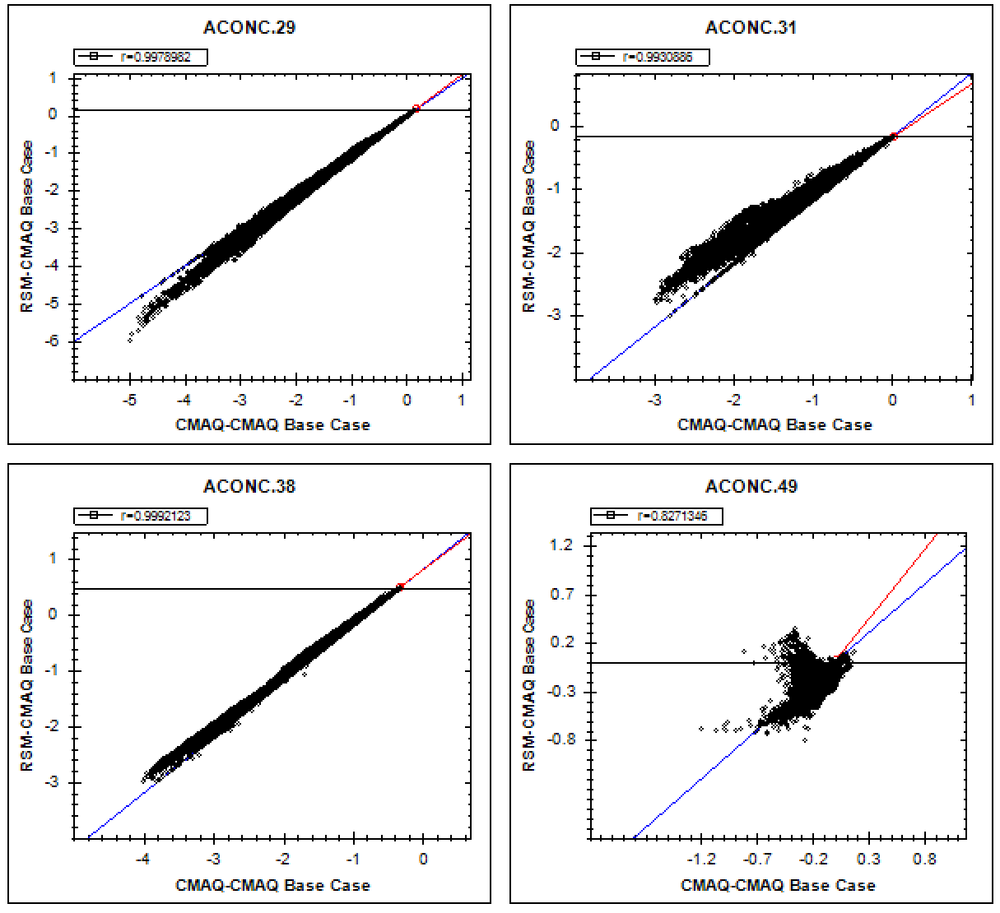 ACONC.29
r=0.9978982
1
0
-1
-2
-3
-4
-5
-6
RSM-CMAQ Base Case
-5 -4 -3 -2 -1 0 1
CMAQ-CMAQ Base Case
ACONC.31
r=0.9930886
0
-1
-2
-3
RSM-CMAQ Base Case
-3 -2 -1 0 1
CMAQ-CMAQ Base Case
ACONC.38
r=0.9992123
1
0
-1
-2
-3
RSM-CMAQ Base Case
-4 -3 -2 -1 0
CMAQ-CMAQ Base Case
ACONC.49
r=0.8271346
1.2
0.7
0.2
-0.3
-0.8
RSM-CMAQ Base Case
-1.2 -0.7 -0.2 0.3 0.8
CMAQ-CMAQ Base Case